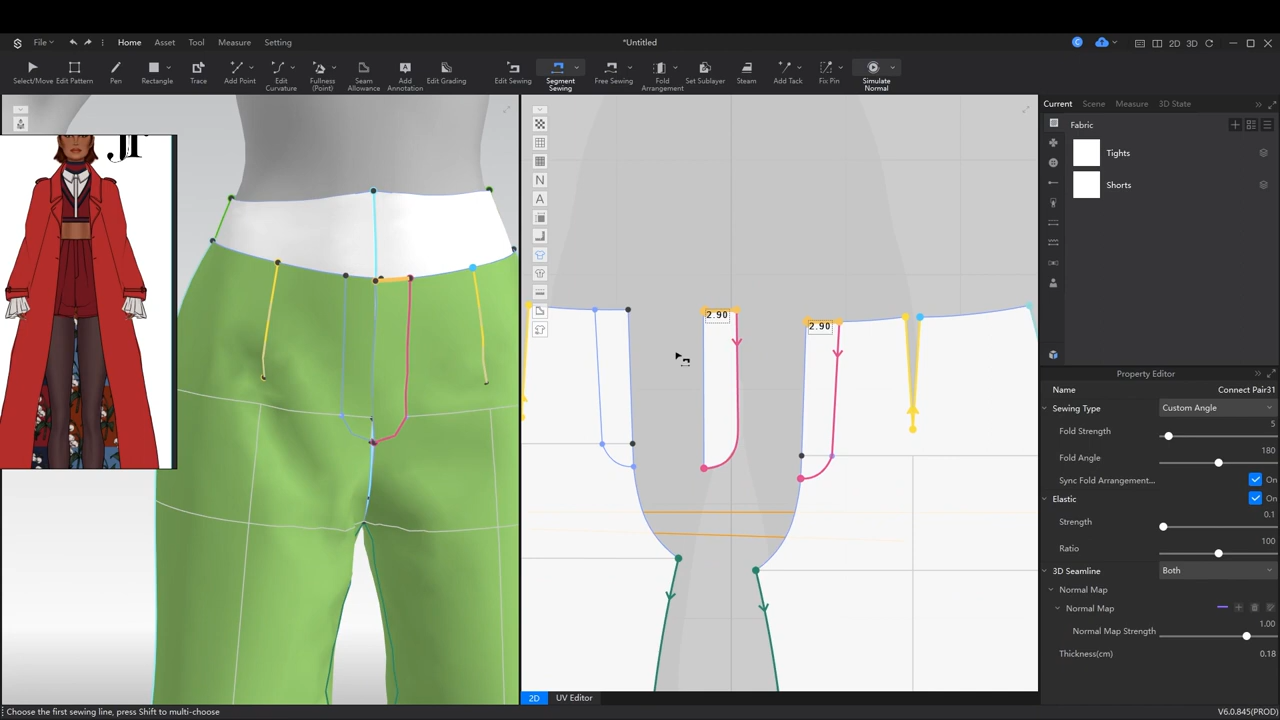 File
Home
Asset
Tool
Measure
Setting
*Untitled
2D
3D
Select/Move
Edit Pattern
Pen
Rectangle
Trace
Add Point
Edit
Curvature
Fullness
(Point)
Seam
Allowance
Add
Annotation
Edit Grading
Edit Sewing
Segment
Sewing
Free Sewing
Fold
Arrangement
Set Sublayer
Steam
Add Tack
Fix Pin
Simulate
Normal
Current
Scene
Measure
3D State
Fabric
Tights
Shorts
2.90
2.90
Property Editor
Name
Connect Pair31
Sewing Type
Custom Angle
Fold Strength
5
Fold Angle
180
Sync Fold Arrangement...
On
Elastic
On
Strength
0.1
Ratio
100
3D Seamline
Both
Normal Map
Normal Map
Normal Map Strength
1.00
Thickness(cm)
0.18
2D
UV Editor
Choose the first sewing line, press Shift to multi-choose
V6.0.845(PROD)